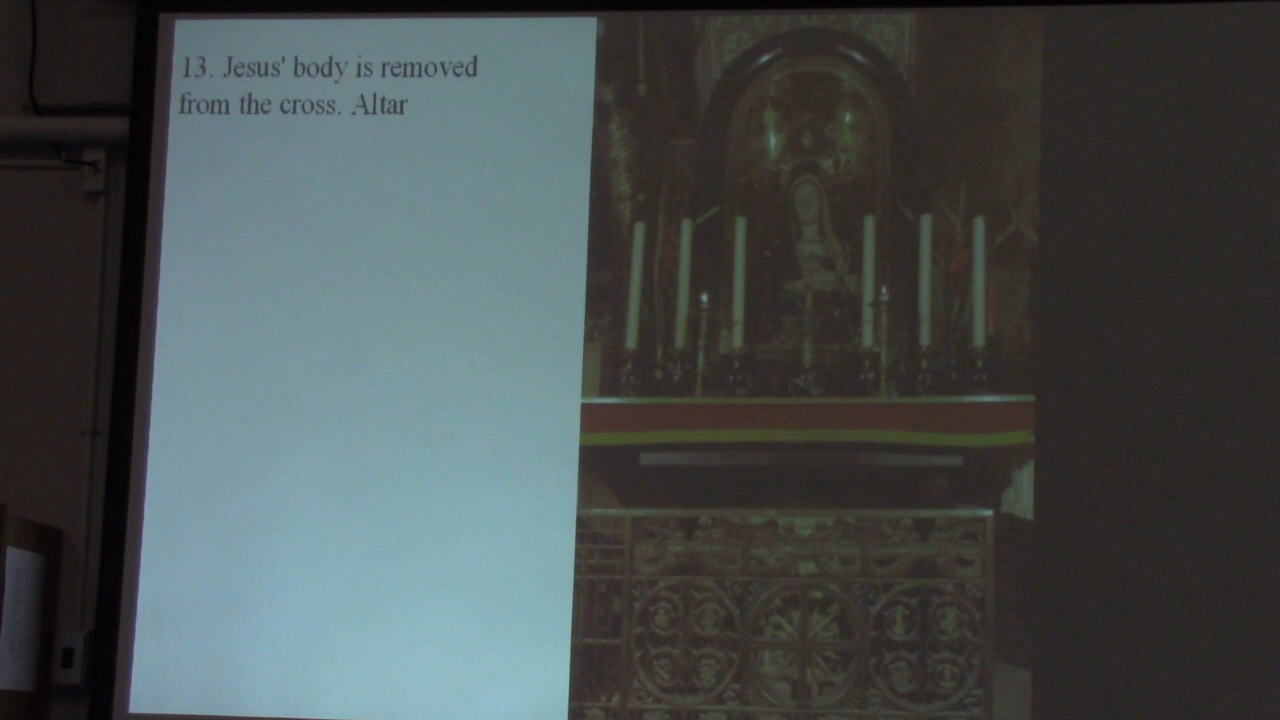 13. Jesus' body is removed
from the cross. Altar